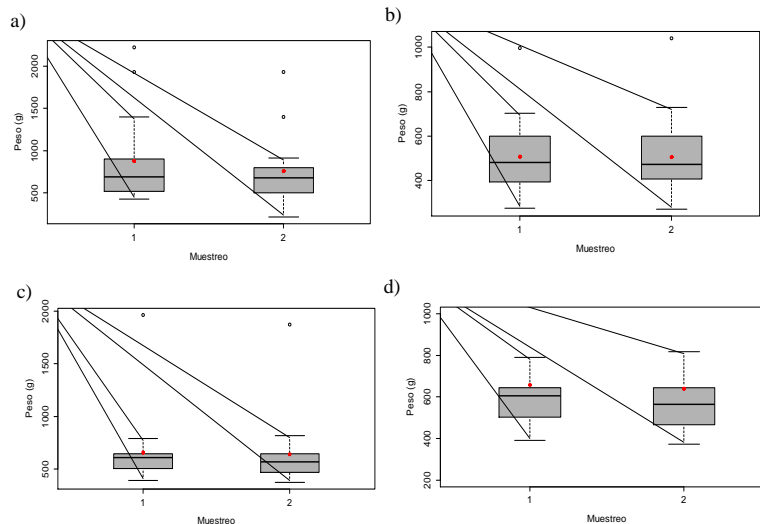 a)
Peso (g)
2000
1500
1000
500
1
2
Muestreo
b)
Peso (g)
1000
800
600
400
1
2
Muestreo
c)
Peso (g)
2000
1500
1000
500
1
2
Muestreo
d)
Peso (g)
1000
800
600
400
200
1
2
Muestreo